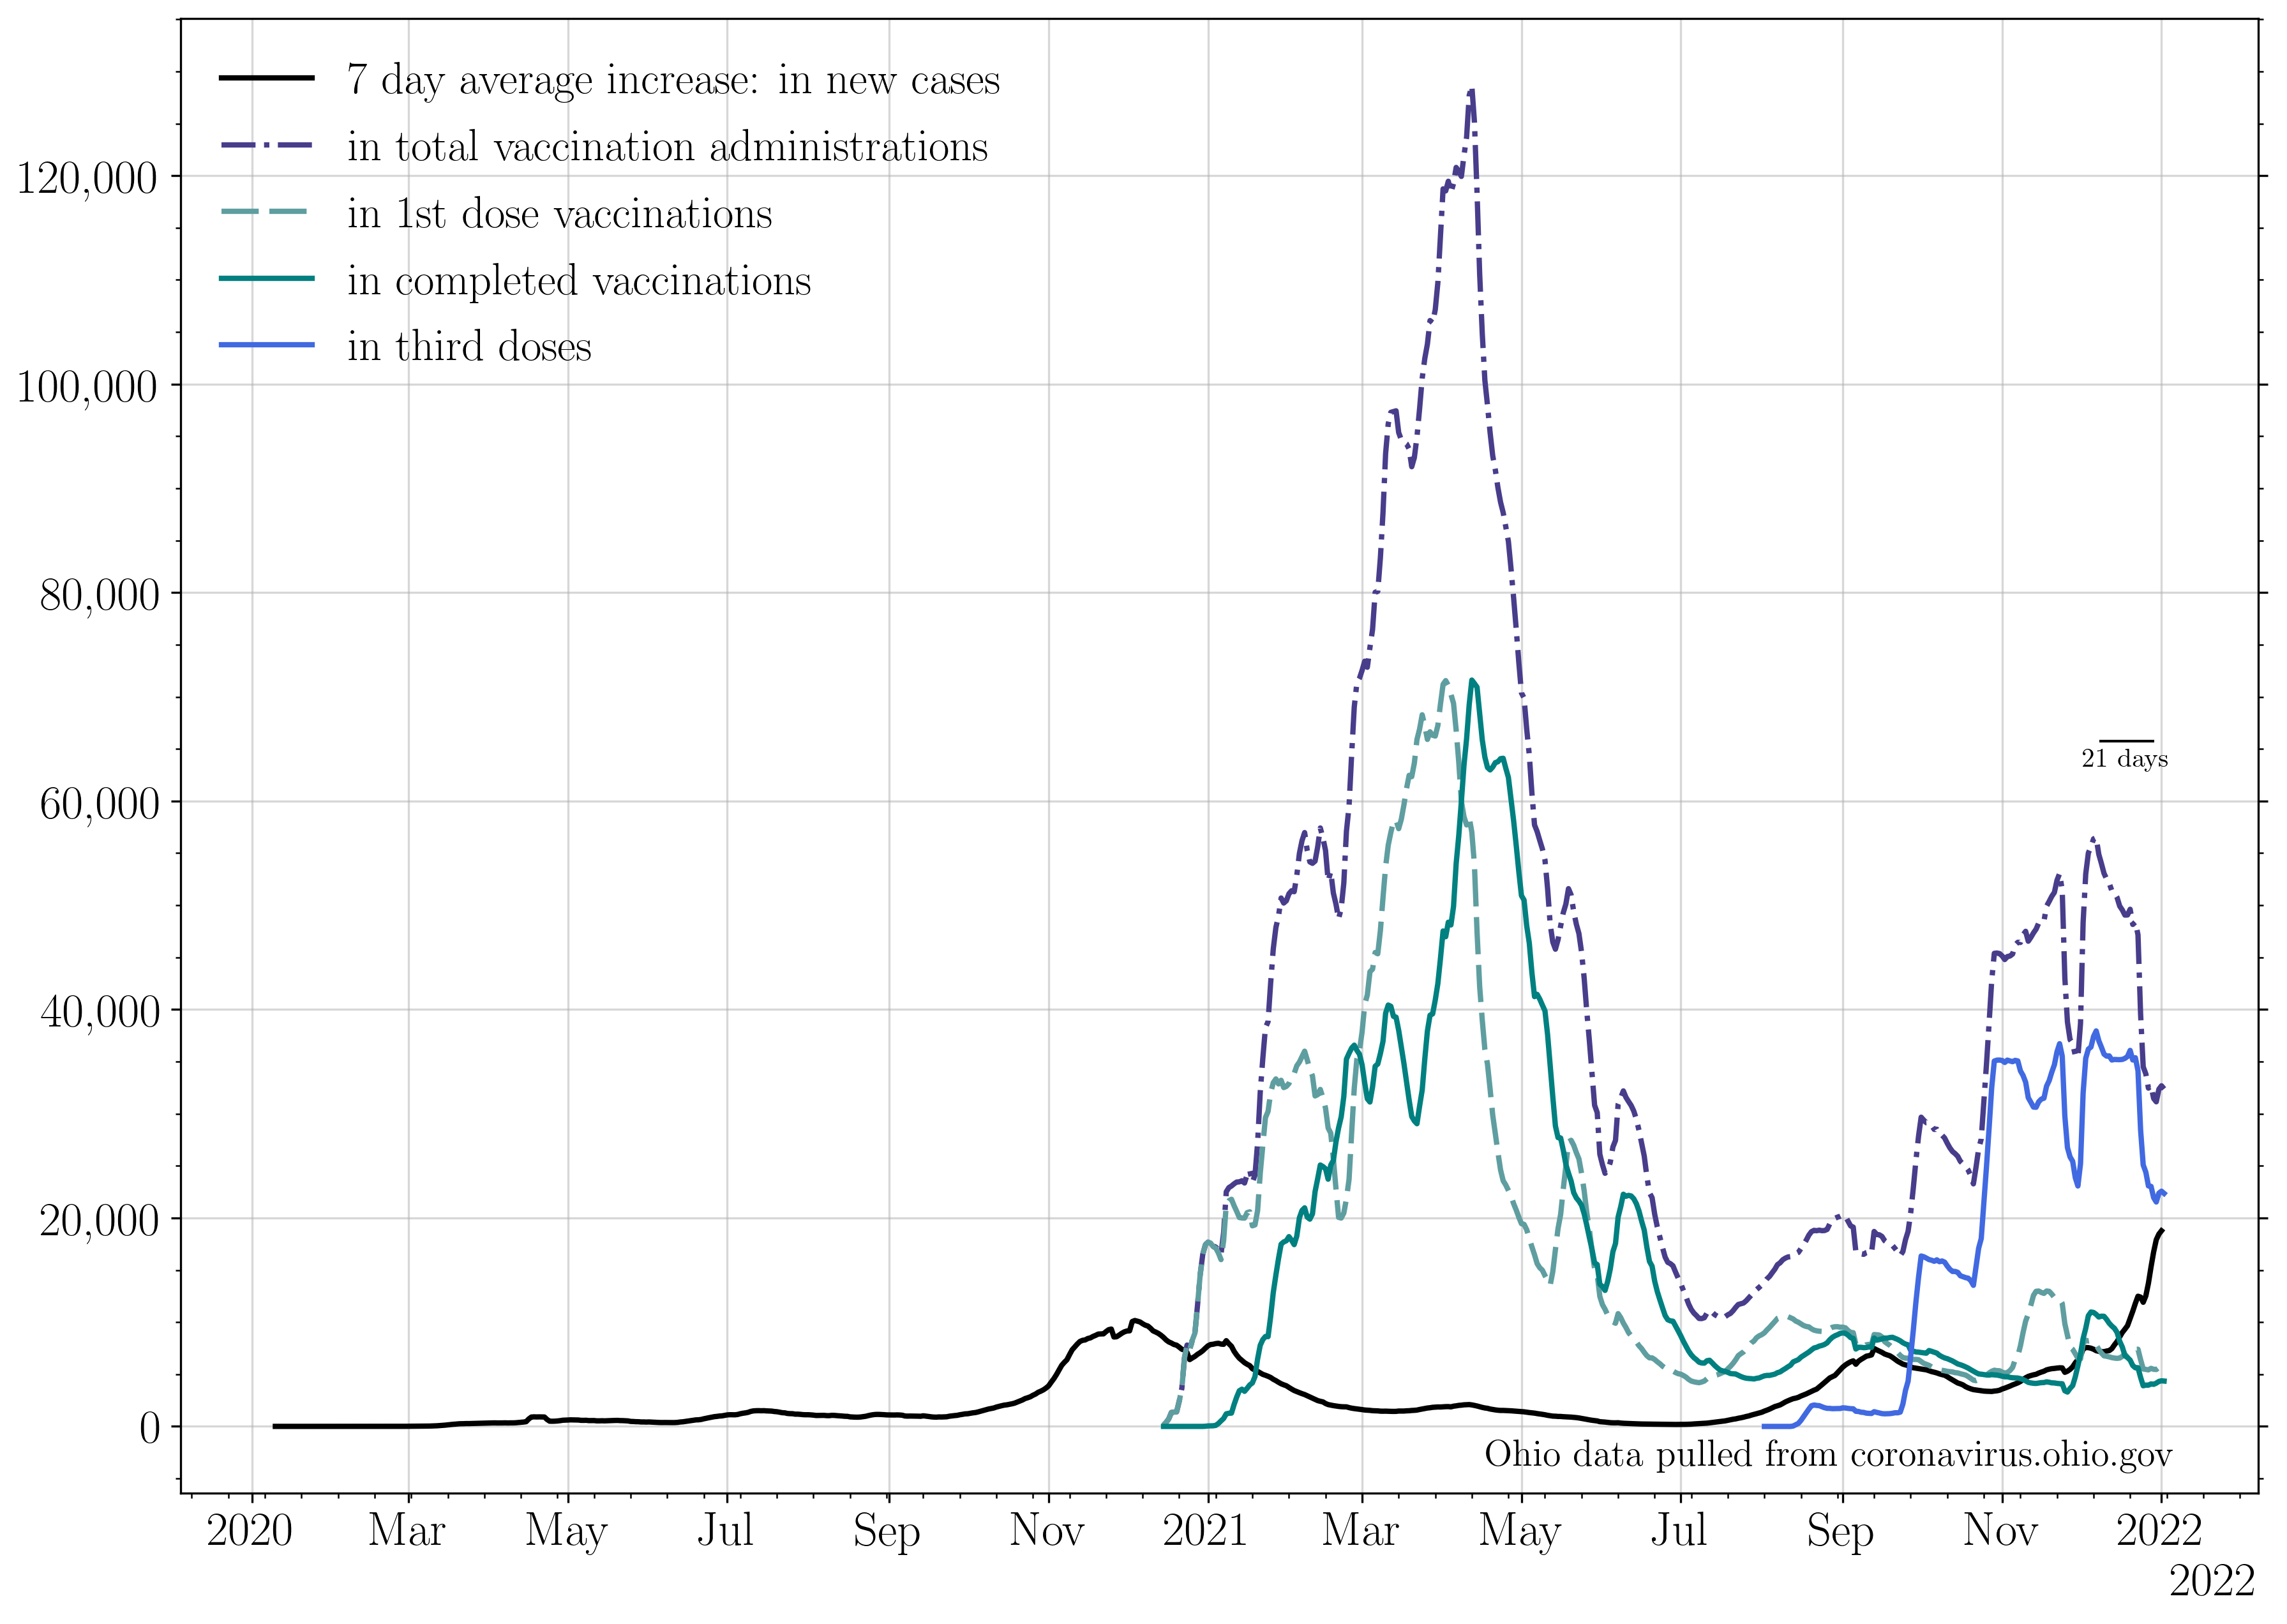 7 day average increase: in new cases
in total vaccination administrations
in 1st dose vaccinations
in completed vaccinations
in third doses
120,000
100,000
80,000
60,000
40,000
20,000
0
21 days
Ohio data pulled from coronavirus.ohio.gov
2020 Mar May Jul Sep Nov 2021 Mar May Jul Sep Nov 2022
2022